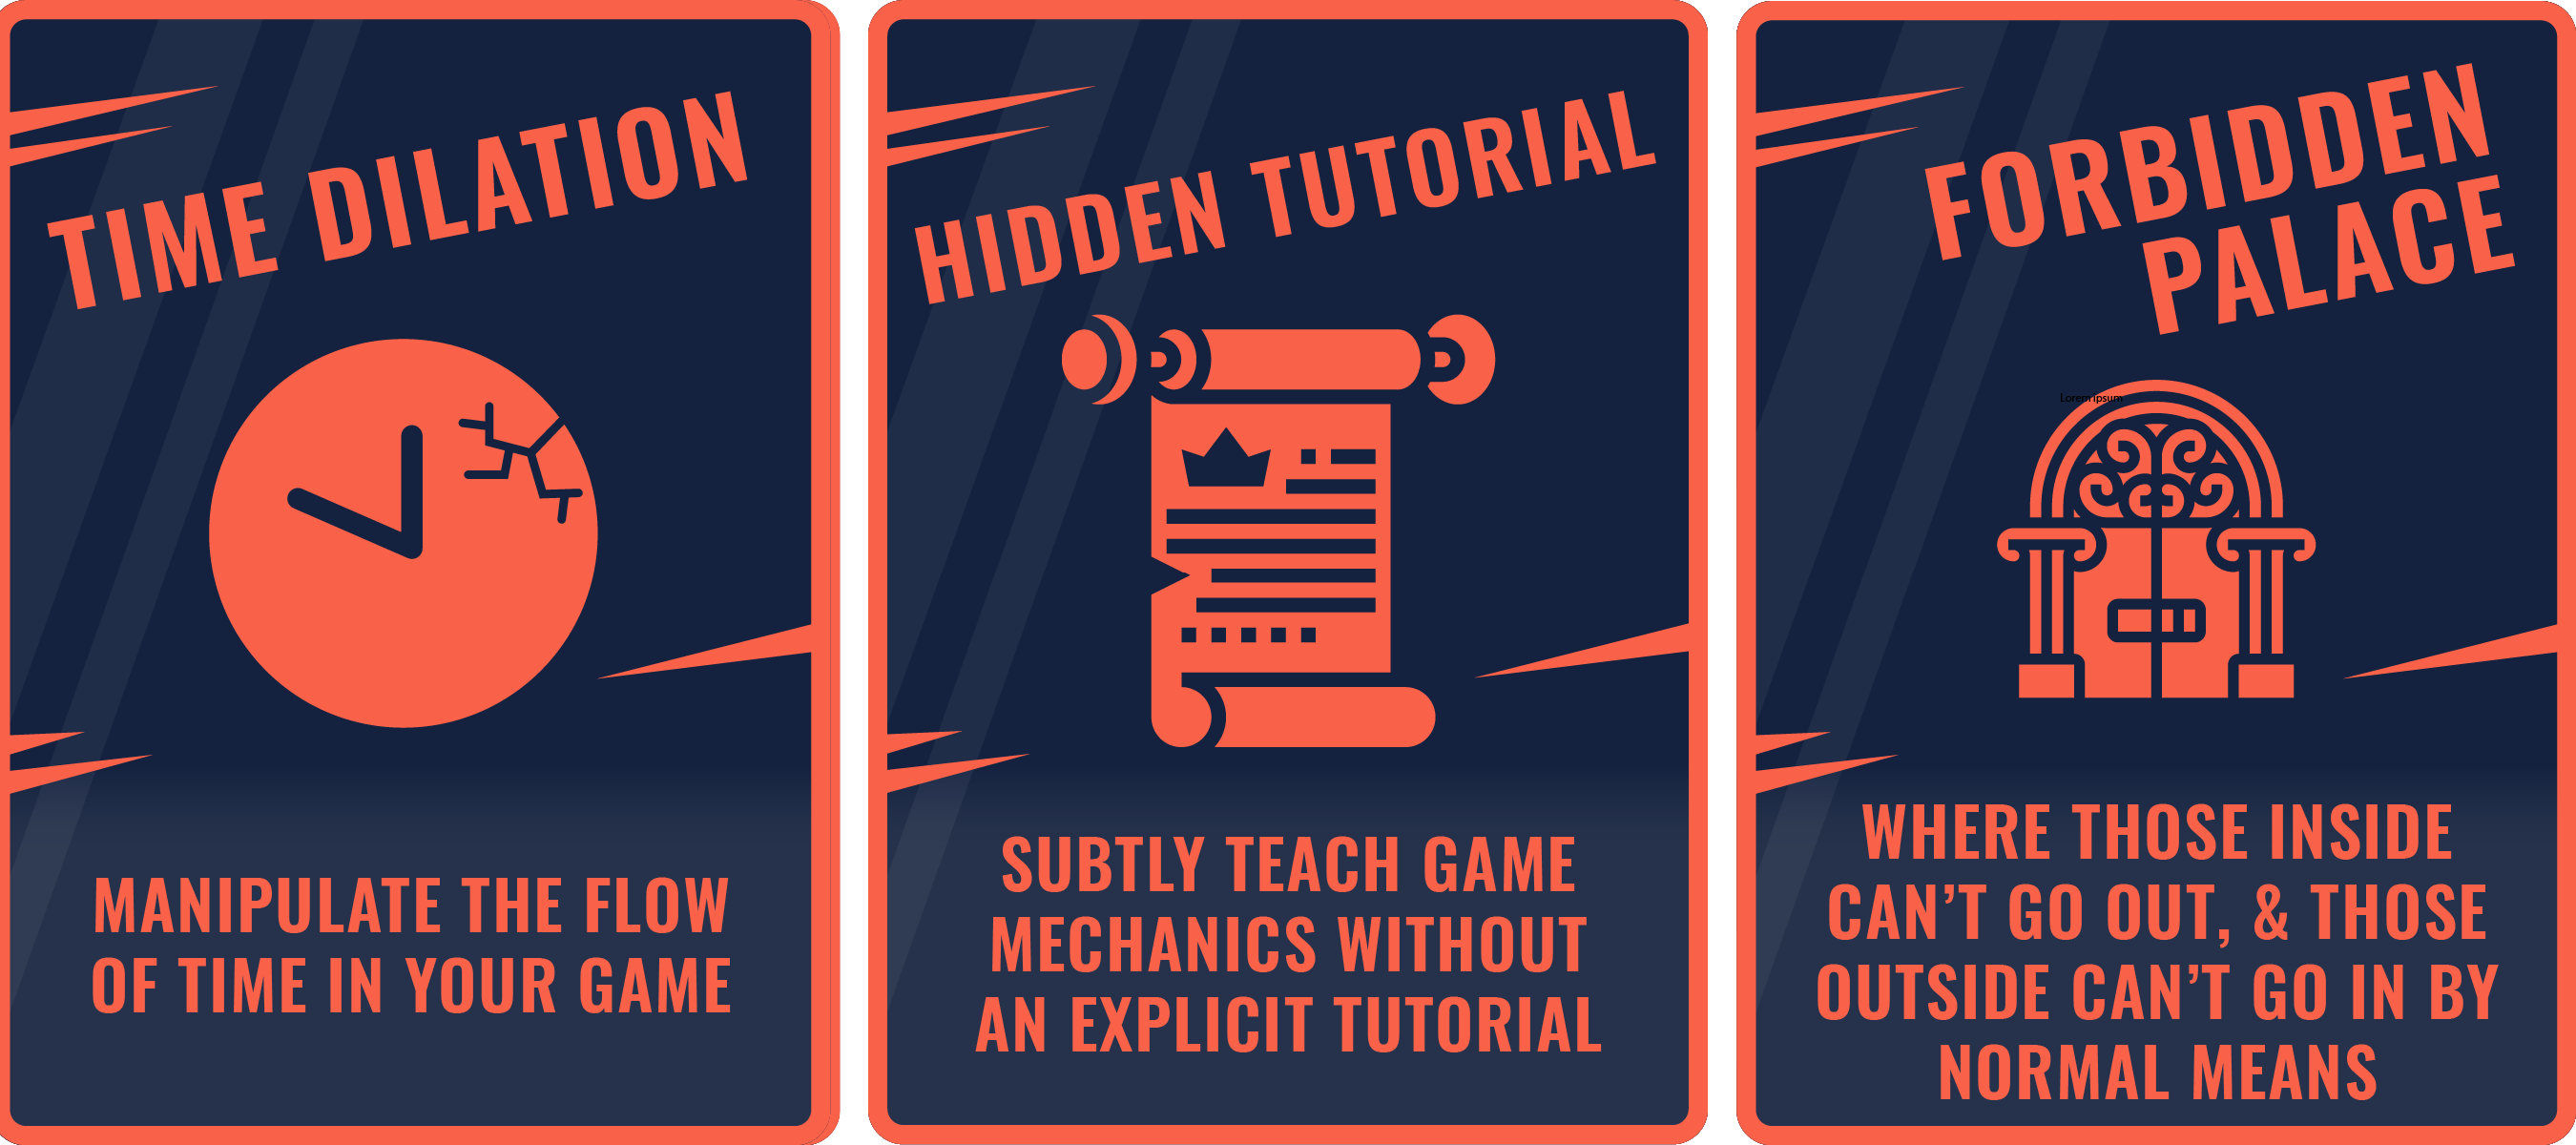 TIME DILATION
MANIPULATE THE FLOW
OF TIME IN YOUR GAME
HIDDEN TUTORIAL
SUBTLY TEACH GAME
MECHANICS WITHOUT
AN EXPLICIT TUTORIAL
FORBIDDEN
PALACE
Lorem ipsum
WHERE THOSE INSIDE
CAN’T GO OUT, & THOSE
OUTSIDE CAN’T GO IN BY
NORMAL MEANS